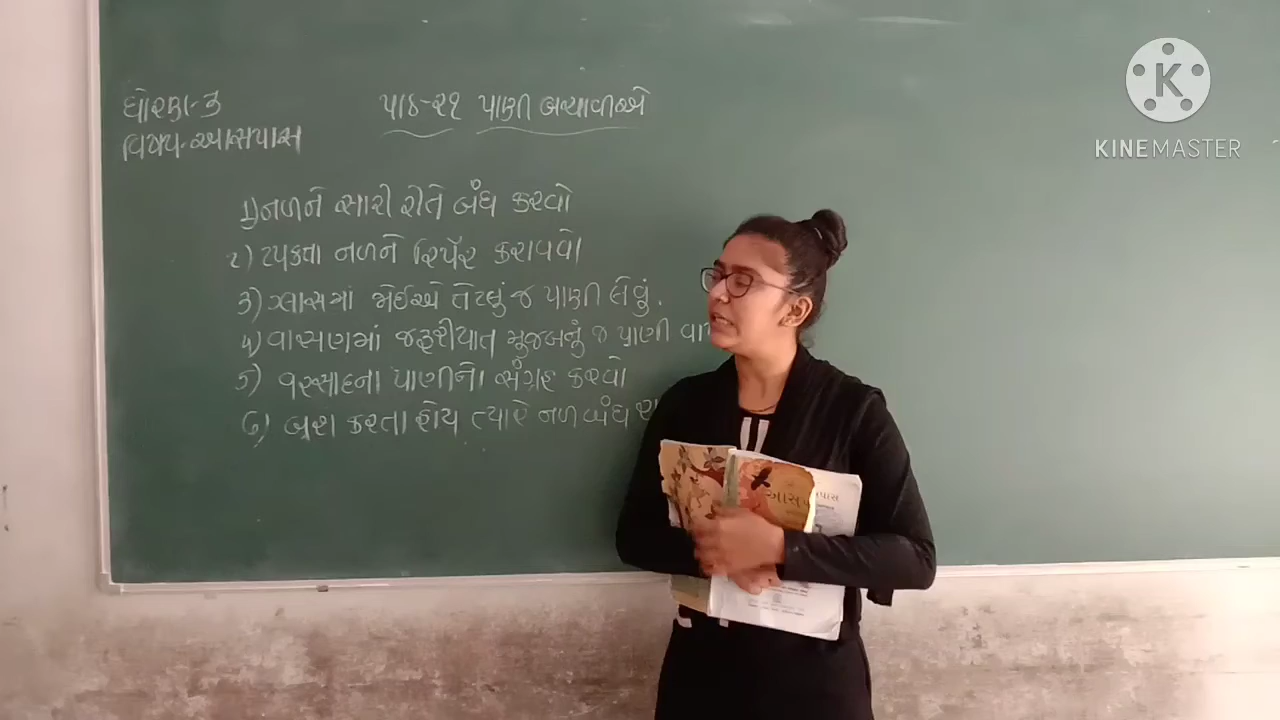 ધોરણ-૩
પાઠ-૨૧ પાણી બચાવીએ
વિષય-આસપાસ
૧) નળને સારી રીતે બંધ કરવો
૨) ટપકતા નળને રિપેર કરાવવો
૩) ગ્લાસમાં જોઈએ તેટલું જ પાણી લેવું.
૪) વાસણમાં જરૂરીયાત મુજબનું જ પાણી
૫) વરસાદના પાણીનો સંગ્રહ કરવો
૬) બ્રશ કરતા હોય ત્યારે નળ બંધ
આસપાસ
K
KINEMASTER